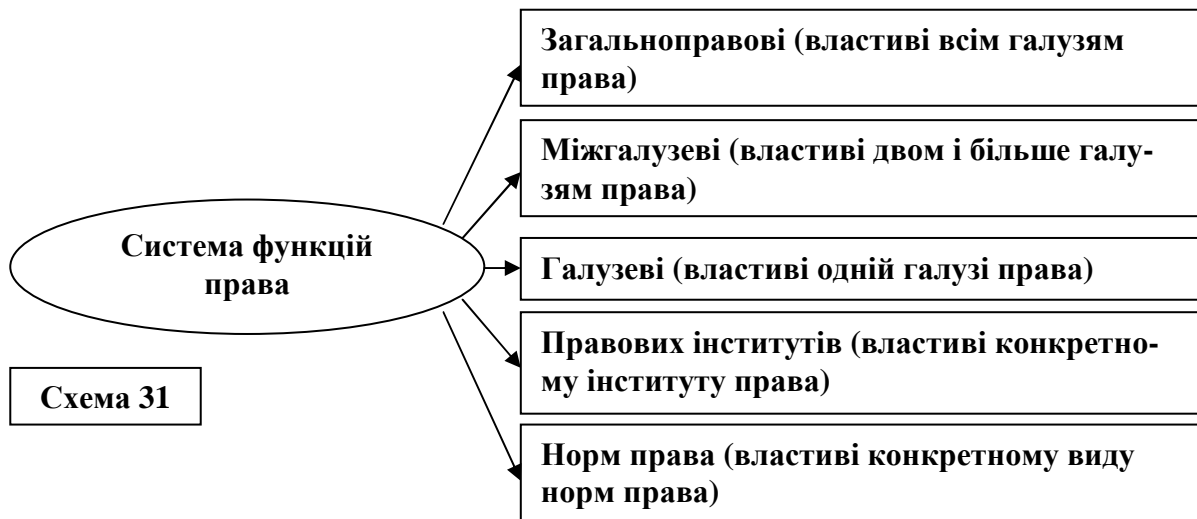 Загальноправові (властиві всім галузям
права)
Міжгалузеві (властиві двом і більше галу-
зям права)
Система функцій
права
Галузеві (властиві одній галузі права)
Правових інститутів (властиві конкретно-
му інституту права)
Схема 31
Норм права (властиві конкретному виду
норм права)